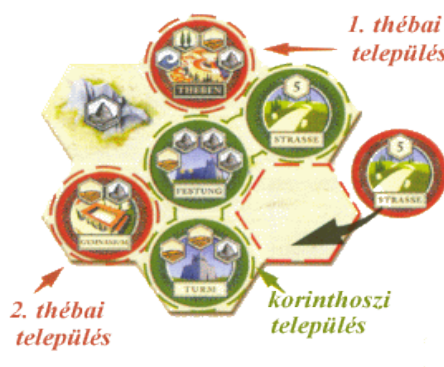 1. thébai
település
THEBEN
5
STRASSE
FESTUNG
5
STRASSE
GYMNASIUM
TURM
2. thébai
település
korinthoszi
település